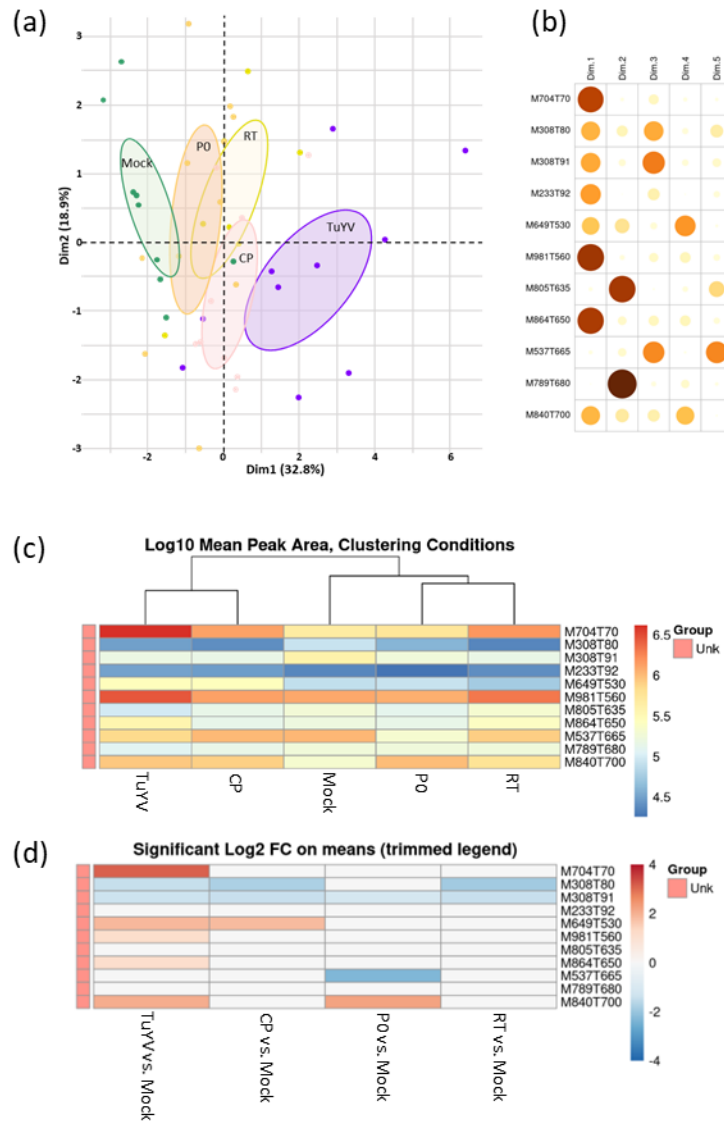 (a)
3
2
1
0
-1
-2
-3
Dim2 (18.9%)
Mock
P0
RT
TuYV
CP
-2
0
2
4
6
Dim1 (32.8%)
(b)
Dim.1 Dim.2 Dim.3 Dim.4 Dim.5
M704T70
M308T80
M308T91
M233T92
M649T530
M981T560
M805T635
M864T650
M537T665
M789T680
M840T700
(c)
Log10 Mean Peak Area, Clustering Conditions
M704T70
M308T80
M308T91
M233T92
M649T530
M981T560
M805T635
M864T650
M537T665
M789T680
M840T700
TuYV CP Mock P0 RT
6.5
6
5.5
5
4.5
Group
Unk
(d)
Significant Log2 FC on means (trimmed legend)
M704T70
M308T80
M308T91
M233T92
M649T530
M981T560
M805T635
M864T650
M537T665
M789T680
M840T700
TuYV vs. Mock
CP vs. Mock
P0 vs. Mock
RT vs. Mock
4
2
0
-2
-4
Group
Unk